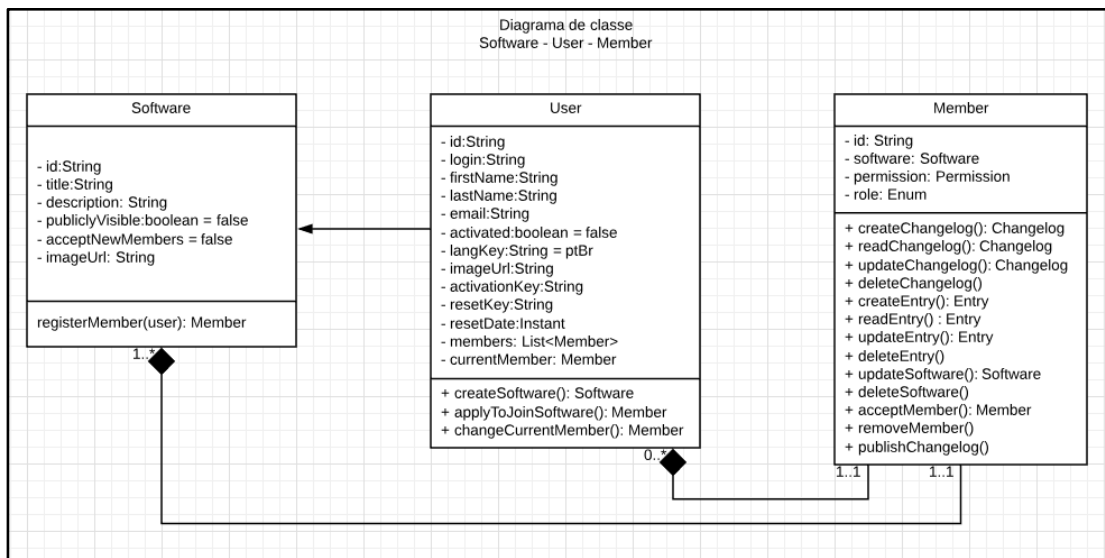 Diagrama de classe
Software - User - Member
Software
- id:String
- title:String
- description: String
- publiclyVisible:boolean = false
- acceptNewMembers = false
- imageUrl: String
registerMember(user): Member
1..*
User
- id:String
- login:String
- firstName:String
- lastName:String
- email:String
- activated:boolean = false
- langKey:String = ptBr
- imageUrl:String
- activationKey:String
- resetKey:String
- resetDate:Instant
- members: List<Member>
- currentMember: Member
+ createSoftware(): Software
+ applyToJoinSoftware(): Member
+ changeCurrentMember(): Member
0..*
Member
- id: String
- software: Software
- permission: Permission
- role: Enum
+ createChangelog(): Changelog
+ readChangelog(): Changelog
+ updateChangelog(): Changelog
+ deleteChangelog()
+ createEntry(): Entry
+ readEntry() : Entry
+ updateEntry(): Entry
+ deleteEntry()
+ updateSoftware(): Software
+ deleteSoftware()
+ acceptMember(): Member
+ removeMember()
+ publishChangelog()
1..1
1..1